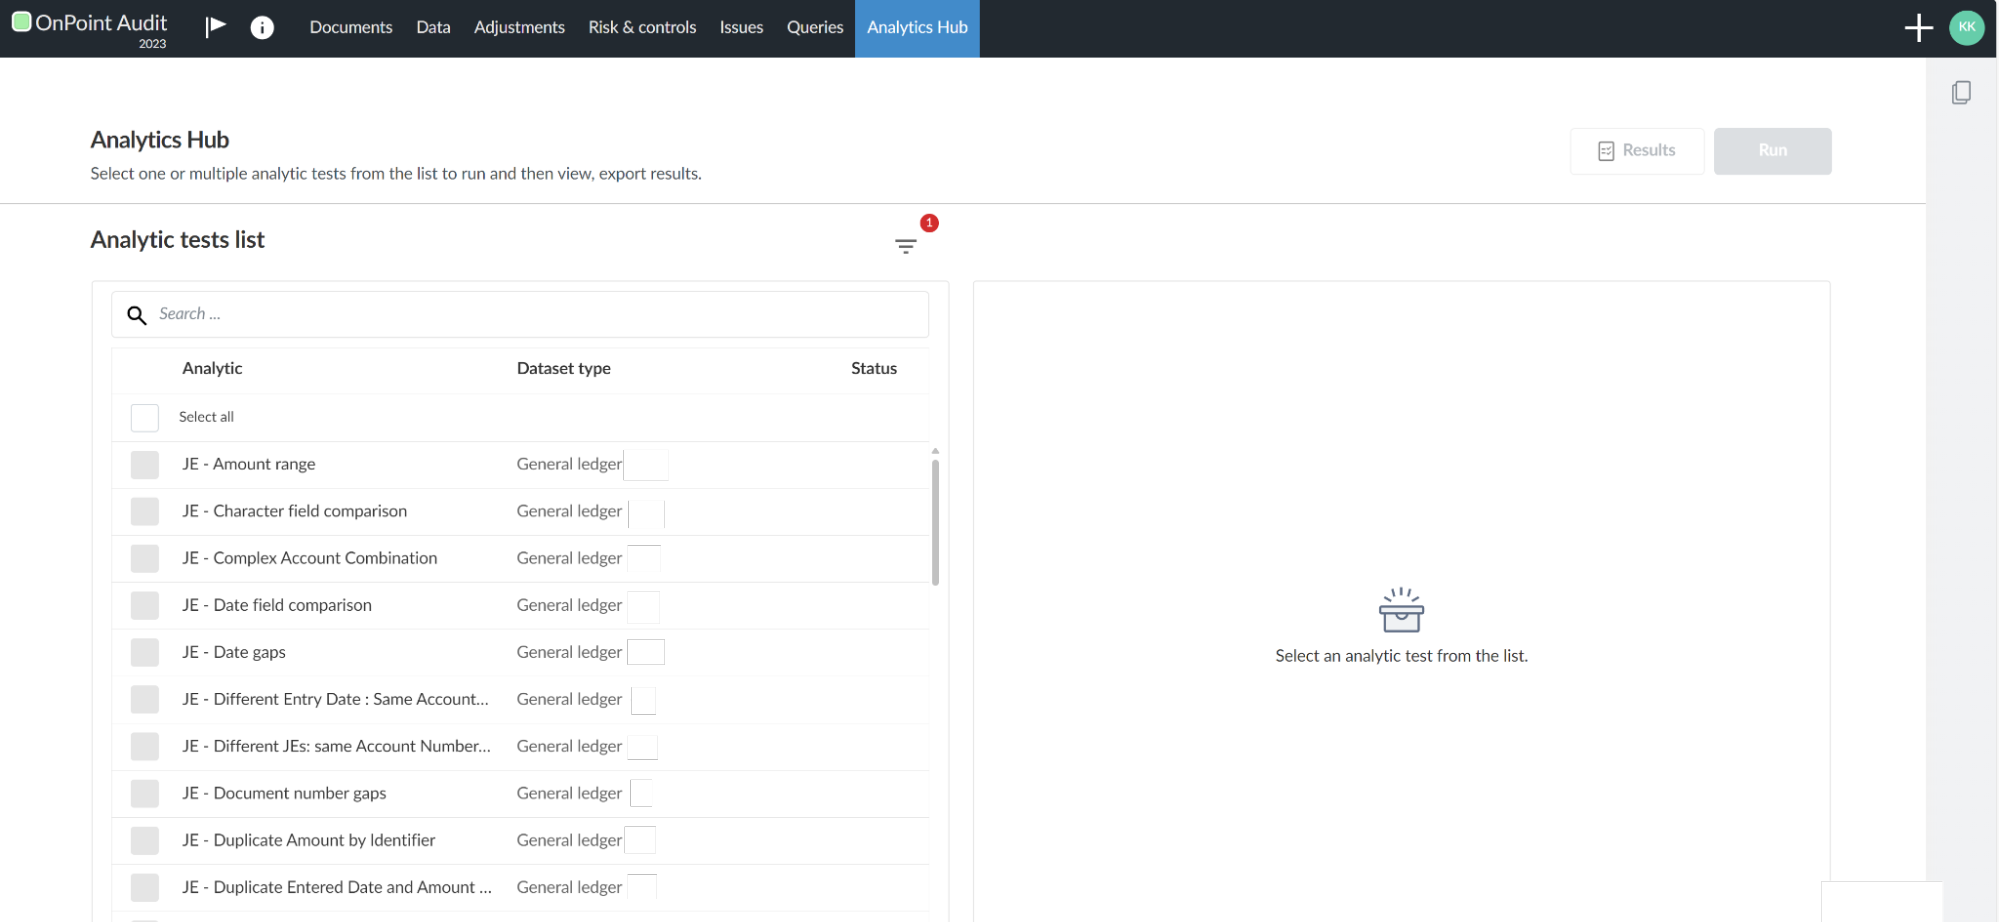 OnPoint Audit
2023
Documents Data Adjustments Risk & controls Issues Queries Analytics Hub
KK
Analytics Hub
Select one or multiple analytic tests from the list to run and then view, export results.
Results Run
Analytic tests list
1
Search ...
Analytic Dataset type Status
Select all
JE - Amount range General ledger
JE - Character field comparison General ledger
JE - Complex Account Combination General ledger
JE - Date field comparison General ledger
JE - Date gaps General ledger
JE - Different Entry Date : Same Account... General ledger
JE - Different JEs: same Account Number... General ledger
JE - Document number gaps General ledger
JE - Duplicate Amount by Identifier General ledger
JE - Duplicate Entered Date and Amount ... General ledger
Select an analytic test from the list.